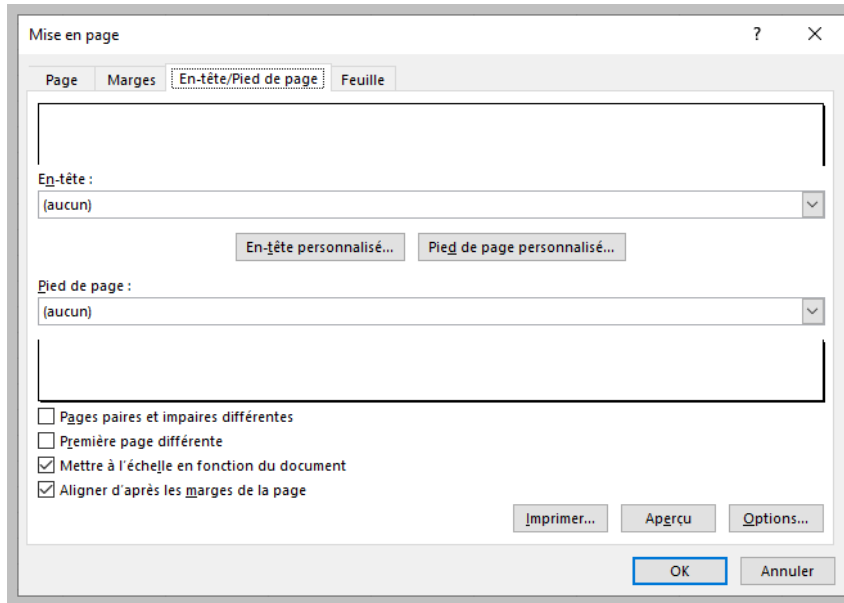 Mise en page ? ×
Page Marges En-tête/Pied de page Feuille
En-tête :
(aucun)
En-tête personnalisé... Pied de page personnalisé...
Pied de page :
(aucun)
Pages paires et impaires différentes
Première page différente
Mettre à l'échelle en fonction du document
Aligner d'après les marges de la page
Imprimer... Aperçu Options...
OK Annuler